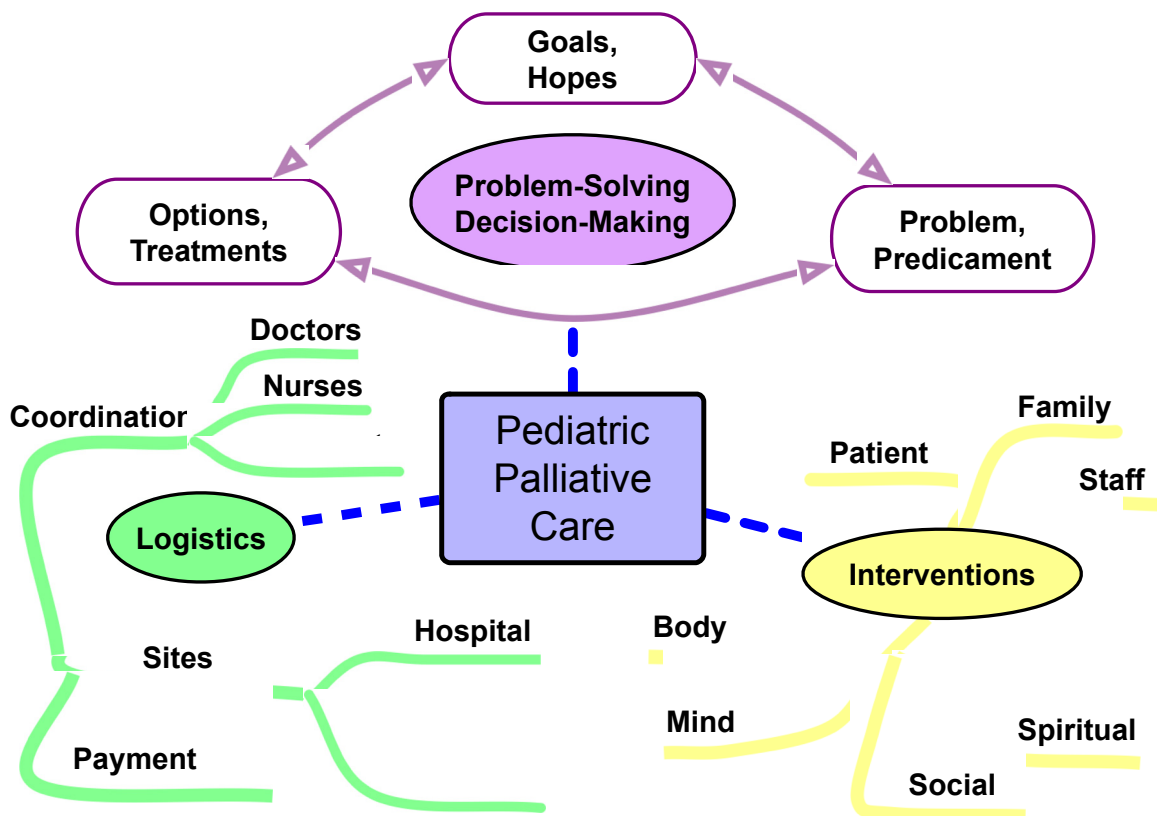 Goals,
Hopes
Problem-Solving
Decision-Making
Options,
Treatments
Problem,
Predicament
Doctors
Nurses
Coordination
Pediatric
Palliative
Care
Family
Patient
Staff
Logistics
Interventions
Hospital
Body
Sites
Mind
Spiritual
Payment
Social